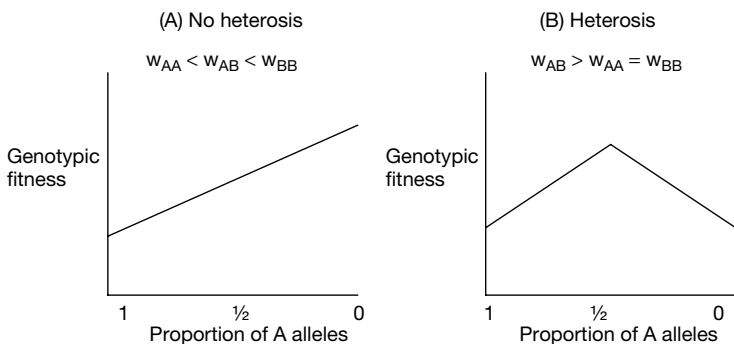 (A) No heterosis
w_AA < w_AB < w_BB
Genotypic
fitness
1 ½ 0
Proportion of A alleles
(B) Heterosis
w_AB > w_AA = w_BB
Genotypic
fitness
1 ½ 0
Proportion of A alleles